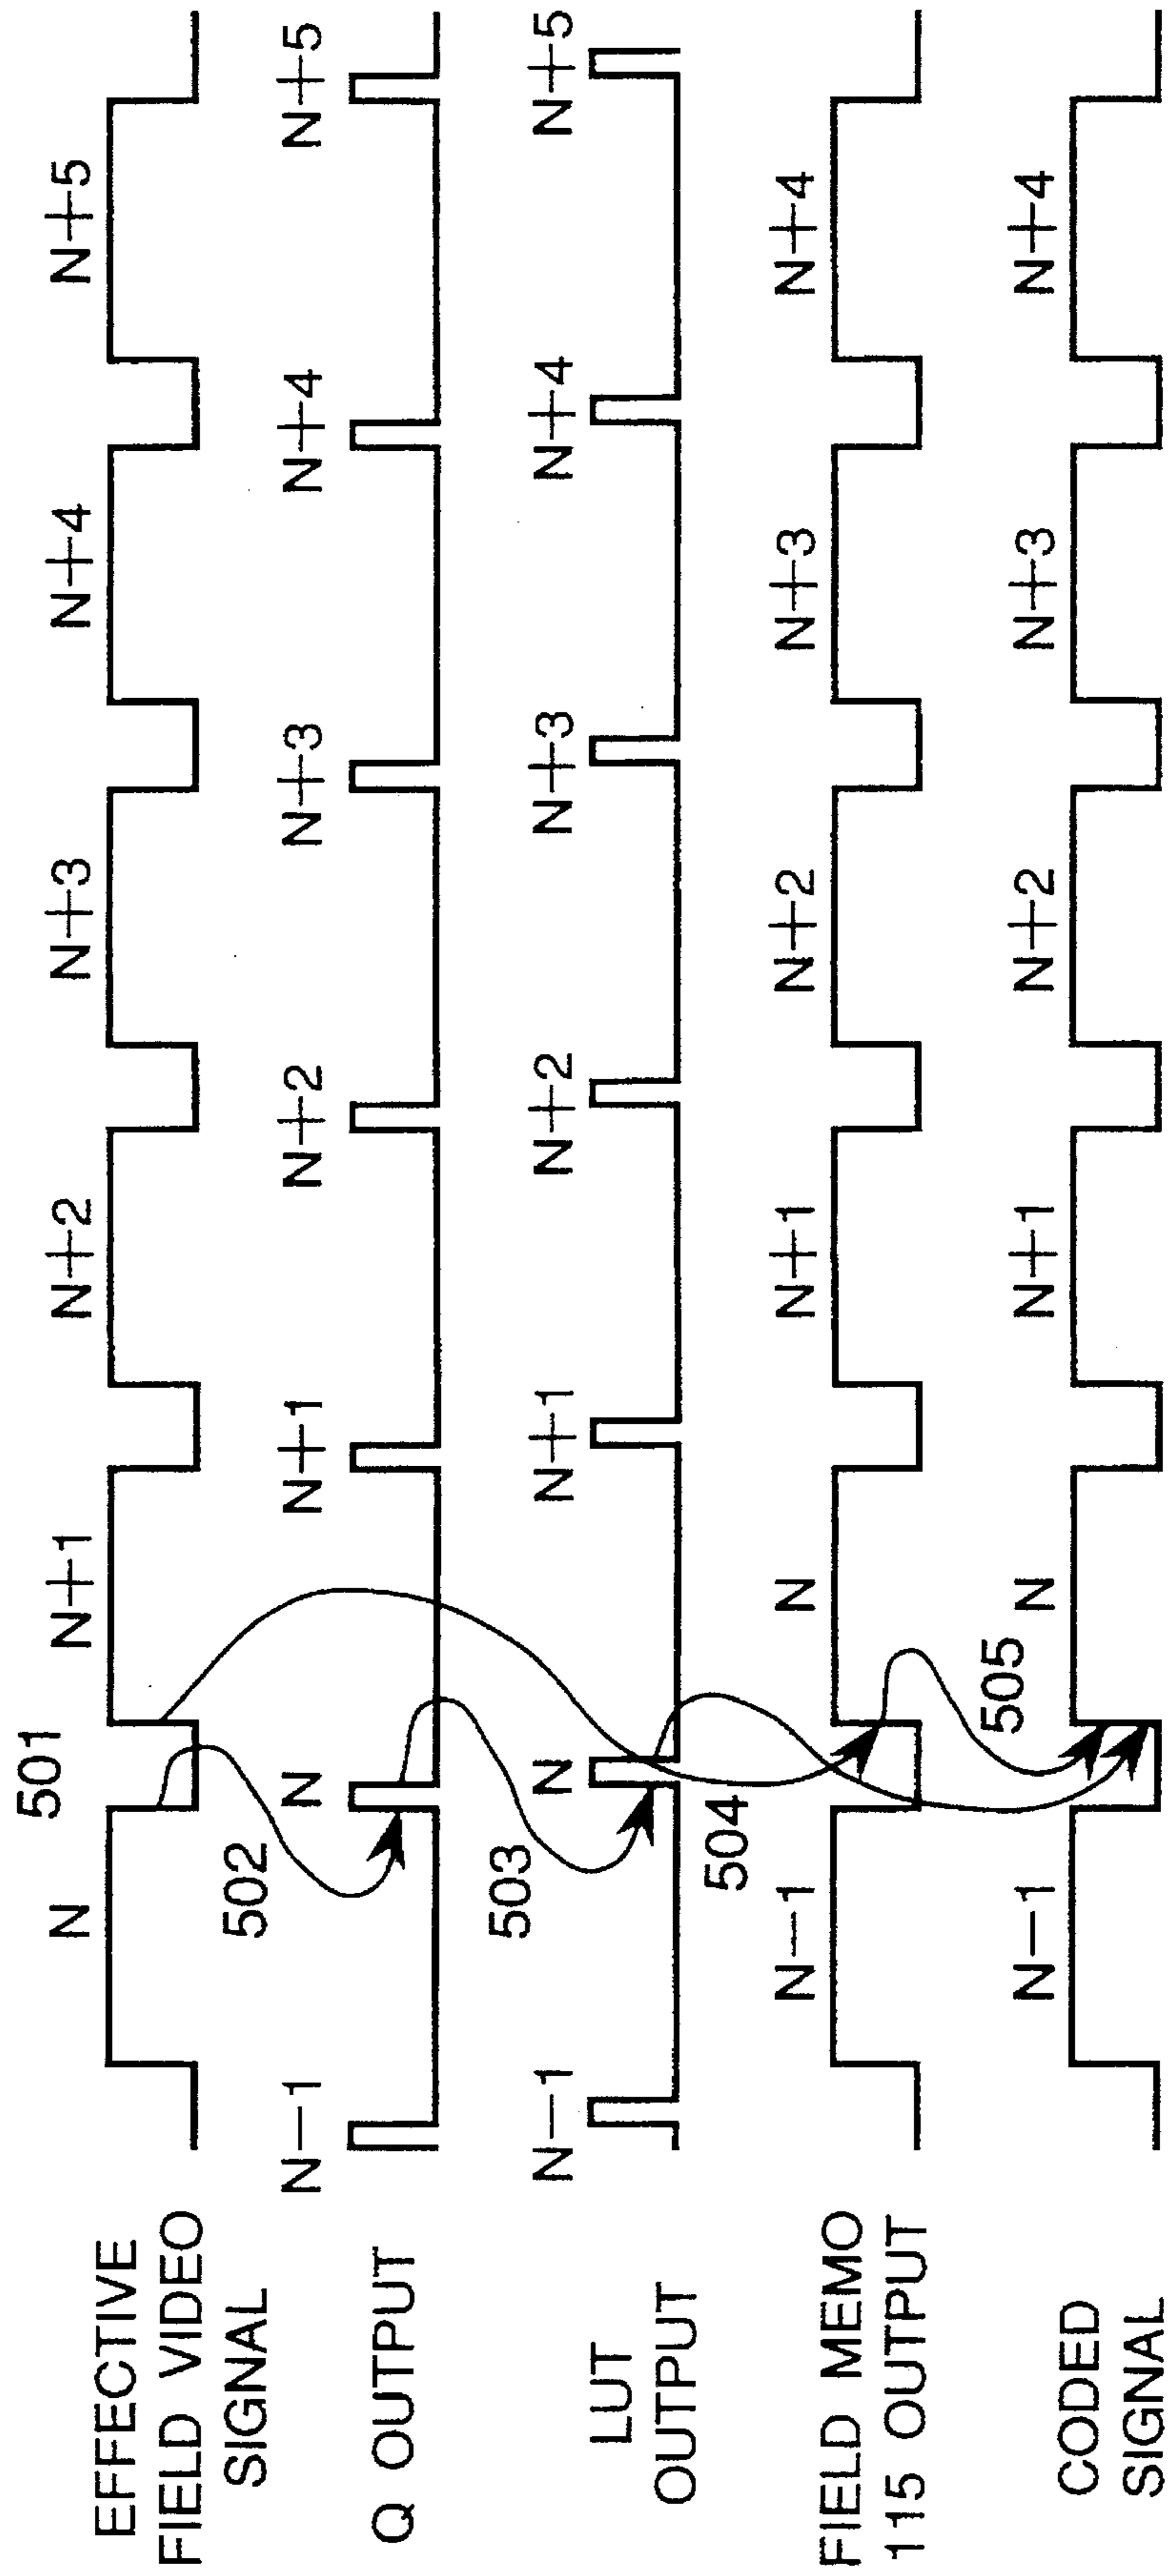 501
EFFECTIVE
FIELD VIDEO
SIGNAL
N N+1 N+2 N+3 N+4 N+5
502
Q OUTPUT
N—1 N N+1 N+2 N+3 N+4 N+5
503
LUT
OUTPUT
N—1 N N+1 N+2 N+3 N+4 N+5
504
FIELD MEMO
115 OUTPUT
N—1 N N+1 N+2 N+3 N+4
505
CODED
SIGNAL
N—1 N N+1 N+2 N+3 N+4